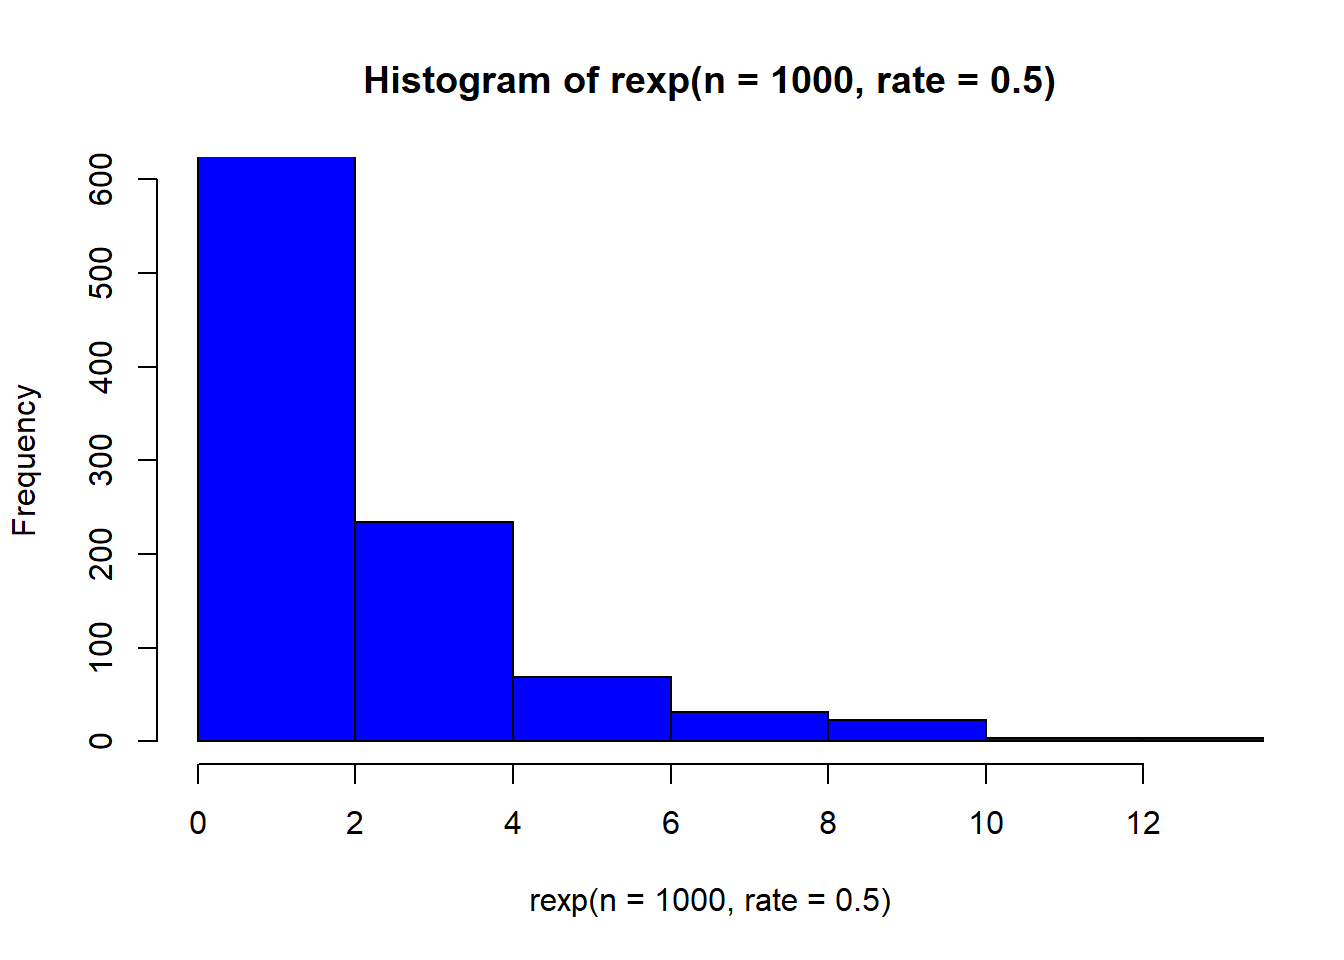 Histogram of rexp(n = 1000, rate = 0.5)
600
500
400
300
200
100
0
Frequency
0 2 4 6 8 10 12
rexp(n = 1000, rate = 0.5)